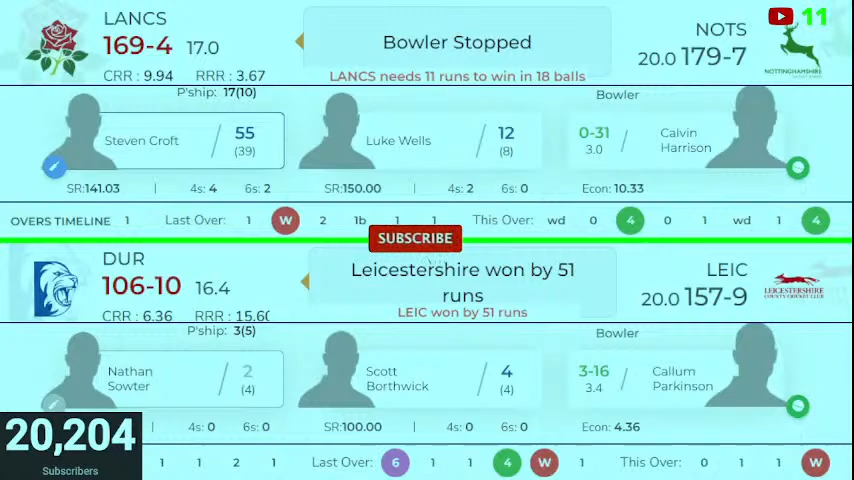 LANCS
169-4 17.0
CRR : 9.94 RRR : 3.67
Bowler Stopped
LANCS needs 11 runs to win in 18 balls
11
NOTS
20.0 179-7
NOTTINGHAMSHIRE
P'ship: 17(10)
Bowler
Steven Croft 55 (39)
Luke Wells 12 (8)
0-31 3.0 Calvin Harrison
SR:141.03 | 4s: 4 6s: 2
SR:150.00 | 4s: 2 6s: 0
Econ: 10.33
OVERS TIMELINE 1 Last Over: 1 W 2 1b 1 1 This Over: wd 0 4 0 1 wd 1 4
SUBSCRIBE
DUR
106-10 16.4
CRR : 6.36 RRR : 15.60
Leicestershire won by 51
runs
LEIC won by 51 runs
LEIC
20.0 157-9
LEICESTERSHIRE
COUNTY CRICKET CLUB
P'ship: 3(5)
Bowler
Nathan Sowter 2 (4)
Scott Borthwick 4 (4)
3-16 3.4 Callum Parkinson
| 4s: 0 6s: 0
SR:100.00 | 4s: 0 6s: 0
Econ: 4.36
20,204
Subscribers
1 1 2 1 Last Over: 6 1 1 4 W 1 This Over: 0 1 1 W